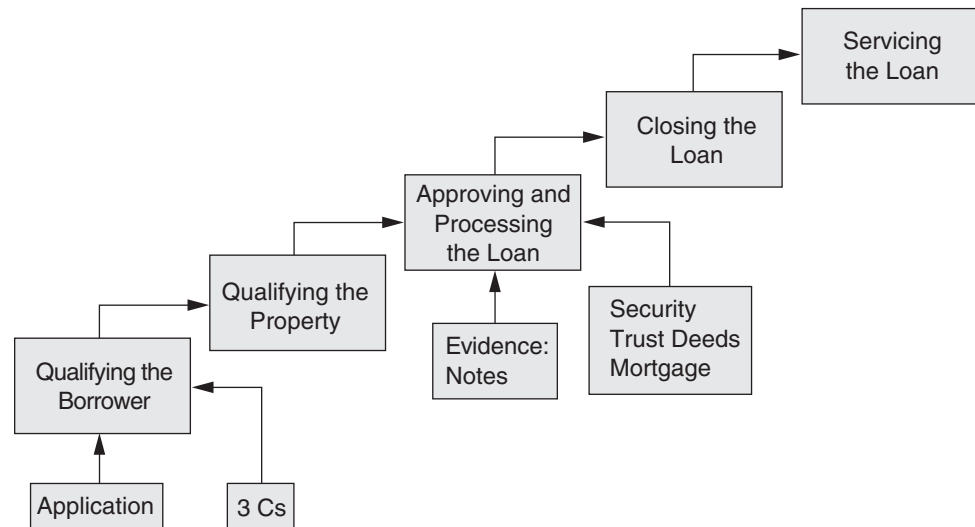 Servicing
the Loan
Closing the
Loan
Approving and
Processing
the Loan
Qualifying the
Property
Security
Trust Deeds
Mortgage
Evidence:
Notes
Qualifying the
Borrower
Application
3 Cs